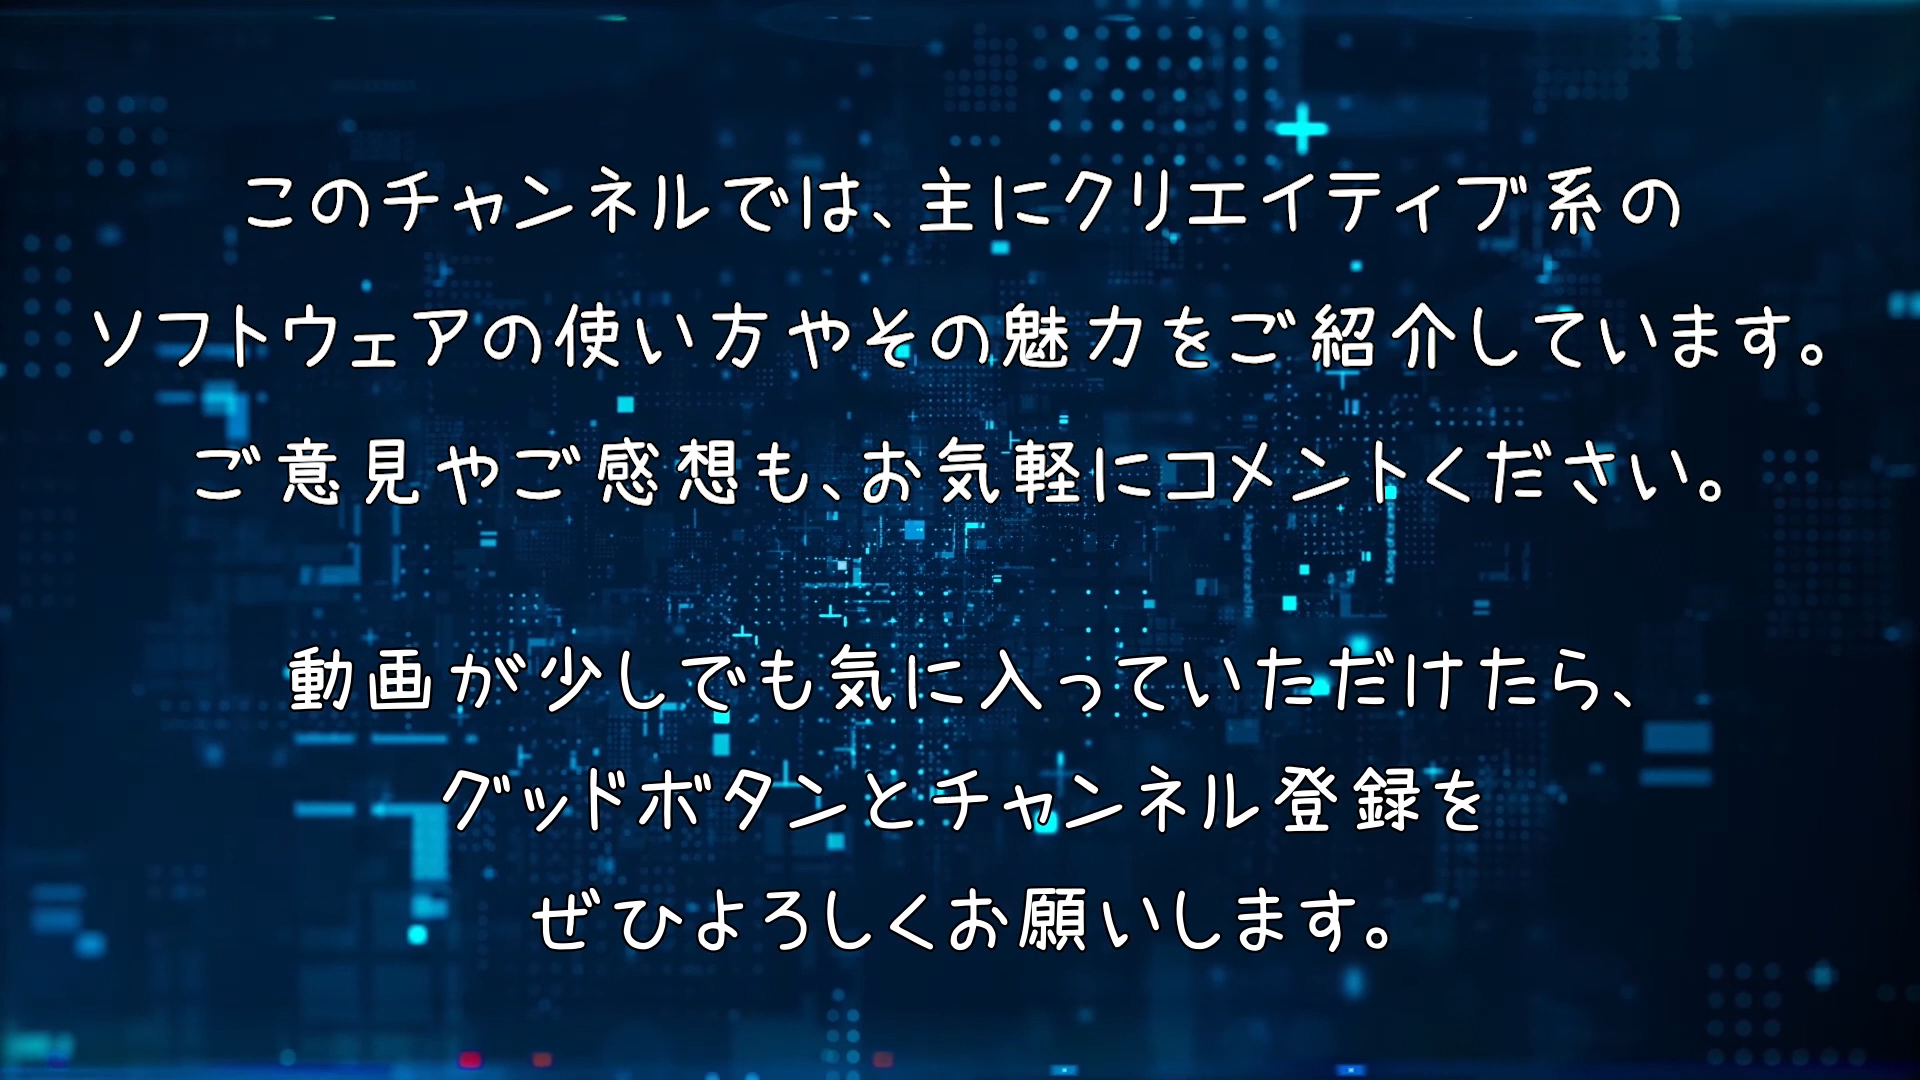 このチャンネルでは、主にクリエイティブ系の
ソフトウェアの使い方やその魅力をご紹介しています。
ご意見やご感想も、お気軽にコメントください。
動画が少しでも気に入っていただけたら、
グッドボタンとチャンネル登録を
ぜひよろしくお願いします。